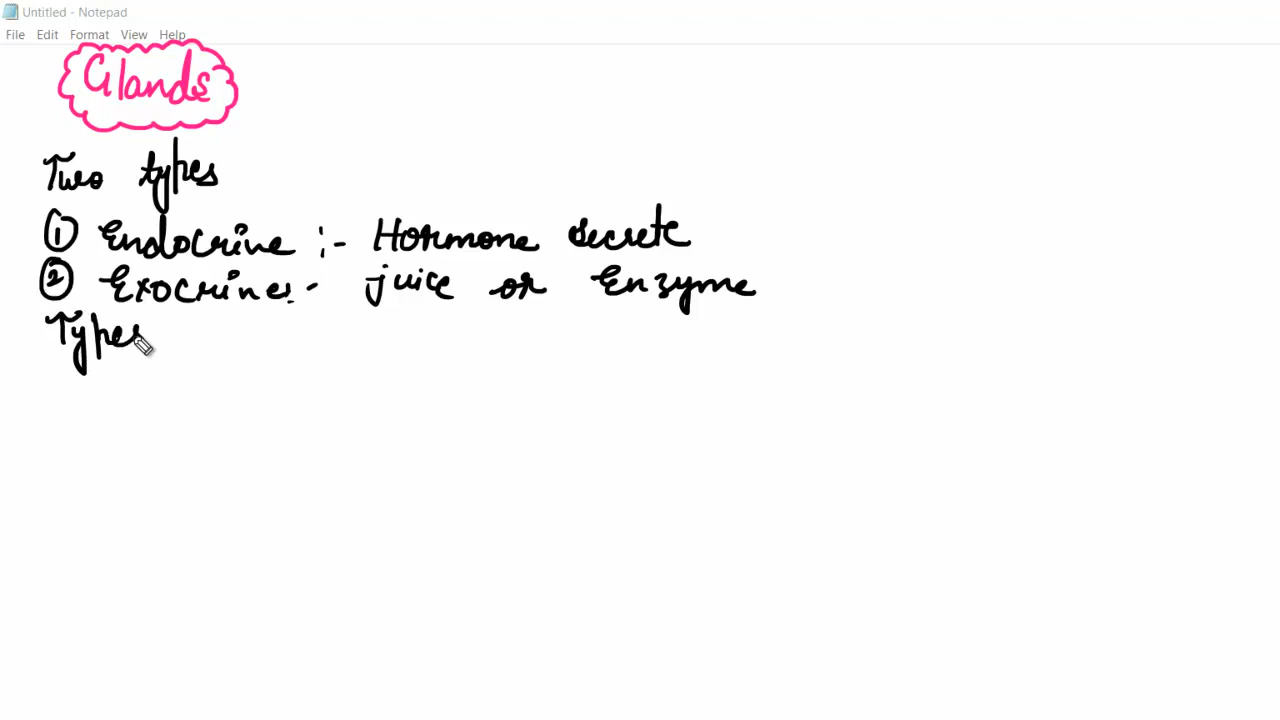 Untitled - Notepad
File Edit Format View Help
Glands
Two types
① Endocrine :- Hormone secrete
② Exocrine :- juice or Enzyme
Types